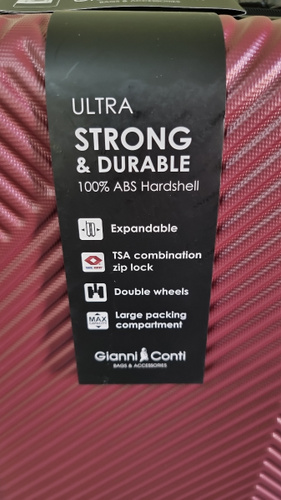 ULTRA
STRONG
& DURABLE
100% ABS Hardshell
Expandable
TSA combination
zip lock
Double wheels
MAX
Large packing
compartment
Gianni Conti
BAGS & ACCESSORIES